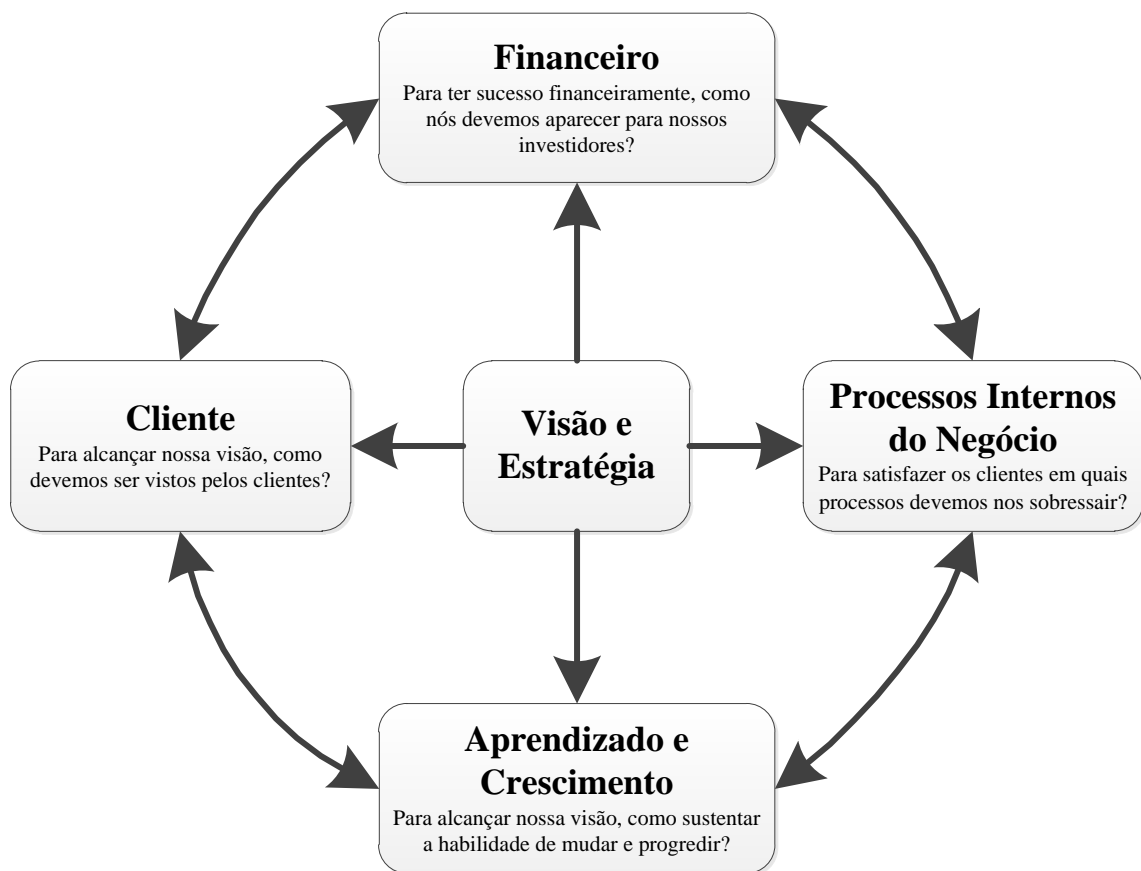 Financeiro
Para ter sucesso financeiramente, como
nós devemos aparecer para nossos
investidores?
Cliente
Para alcançar nossa visão, como
devemos ser vistos pelos clientes?
Visão e
Estratégia
Processos Internos
do Negócio
Para satisfazer os clientes em quais
processos devemos nos sobressair?
Aprendizado e
Crescimento
Para alcançar nossa visão, como sustentar
a habilidade de mudar e progredir?